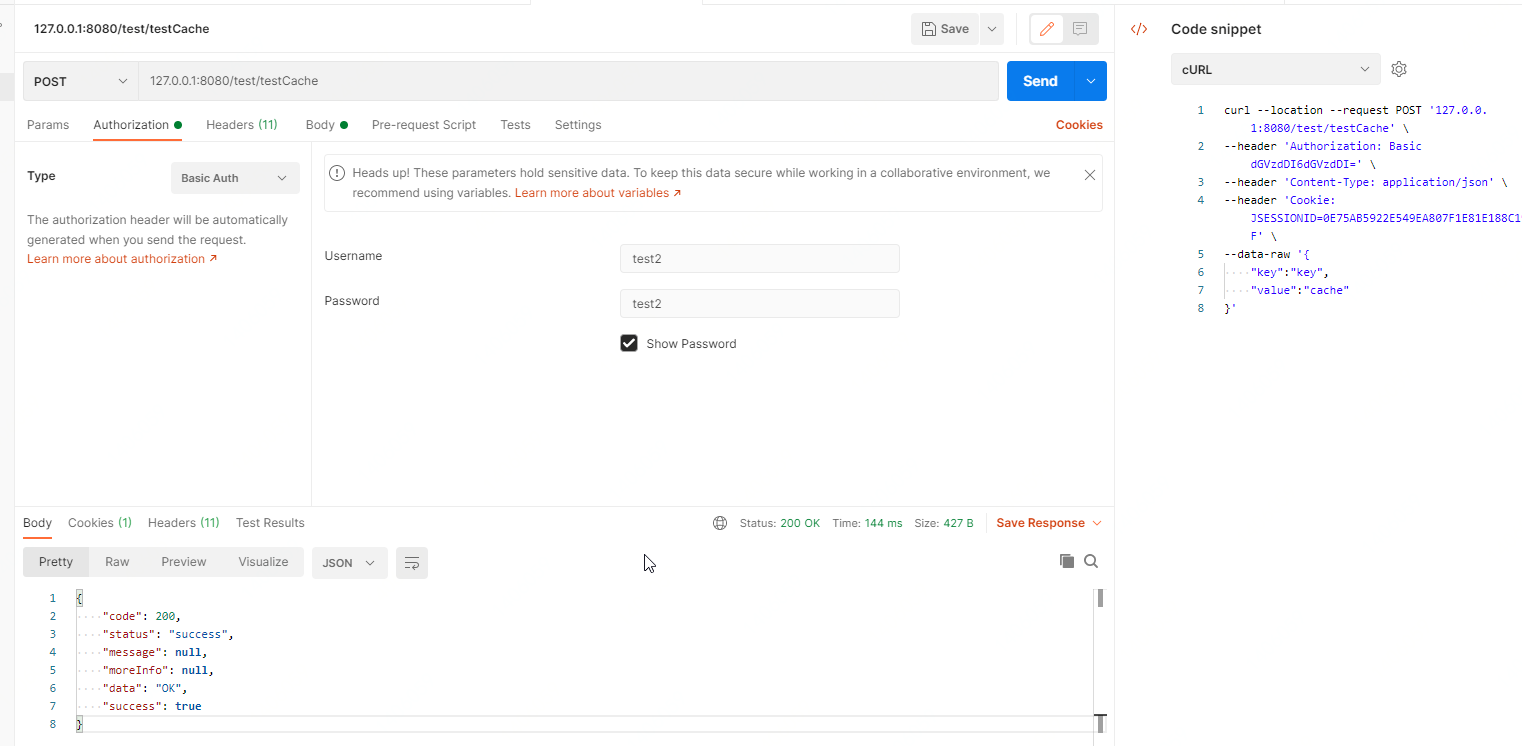 127.0.0.1:8080/test/testCache
Save
POST
127.0.0.1:8080/test/testCache
Send
Params
Authorization
Headers (11)
Body
Pre-request Script
Tests
Settings
Cookies
Type
Basic Auth
The authorization header will be automatically
generated when you send the request.
Learn more about authorization ↗
Heads up! These parameters hold sensitive data. To keep this data secure while working in a collaborative environment, we
recommend using variables. Learn more about variables ↗
Username
test2
Password
test2
Show Password
Body
Cookies (1)
Headers (11)
Test Results
Status: 200 OK
Time: 144 ms
Size: 427 B
Save Response
Pretty
Raw
Preview
Visualize
JSON
1 {
2 "code": 200,
3 "status": "success",
4 "message": null,
5 "moreInfo": null,
6 "data": "OK",
7 "success": true
8 }
</> Code snippet
cURL
1 curl --location --request POST '127.0.0.
1:8080/test/testCache' \
2 --header 'Authorization: Basic
dGVzdDI6dGVzdDI=' \
3 --header 'Content-Type: application/json' \
4 --header 'Cookie:
JSESSIONID=0E75AB5922E549EA807F1E81E188C1
F' \
5 --data-raw '{
6 "key":"key",
7 "value":"cache"
8 }'